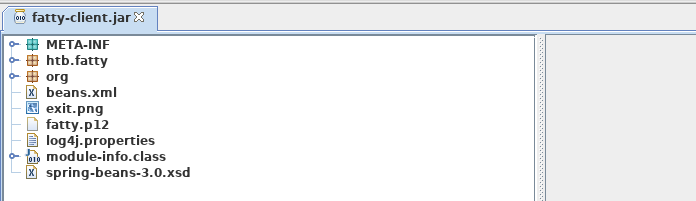 fatty-client.jar
META-INF
htb.fatty
org
beans.xml
exit.png
fatty.p12
log4j.properties
module-info.class
spring-beans-3.0.xsd